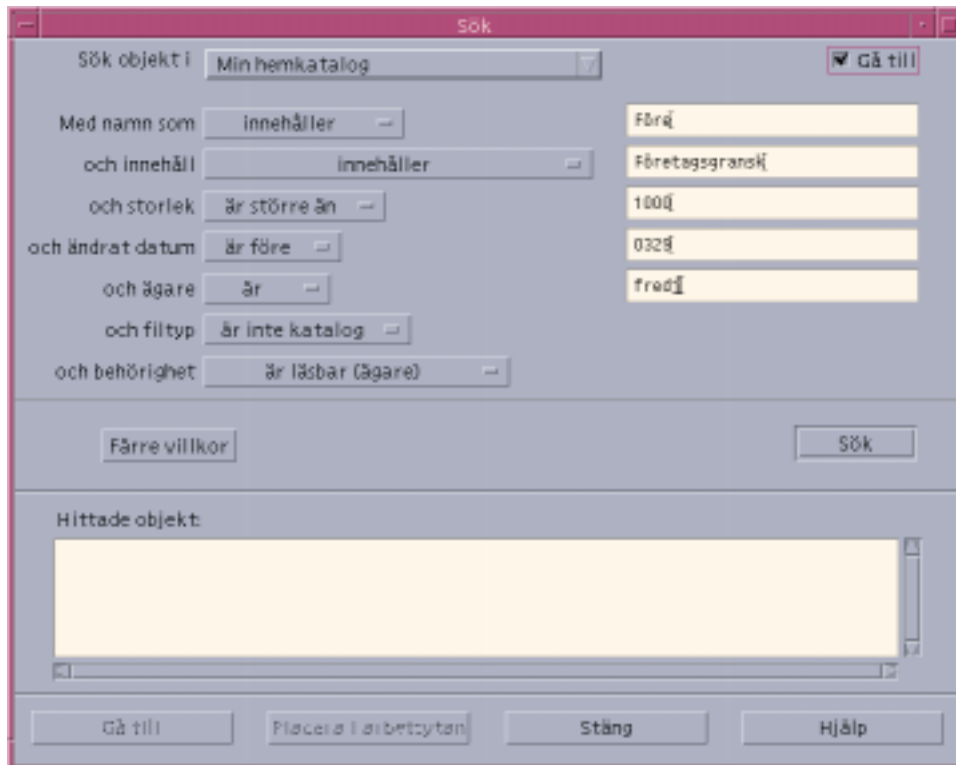 Sök
Sök objekt i Min hemkatalog Gå till
Med namn som innehåller Före
och innehåll innehåller Företagsgransk
och storlek är större än 1000
och ändrat datum är före 0329
och ägare är
och filtyp är inte katalog
och behörighet är läsbar (ägare)
Färre villkor Sök
Hittade objekt:
Gå till Placera i arbetsytan Stäng Hjälp